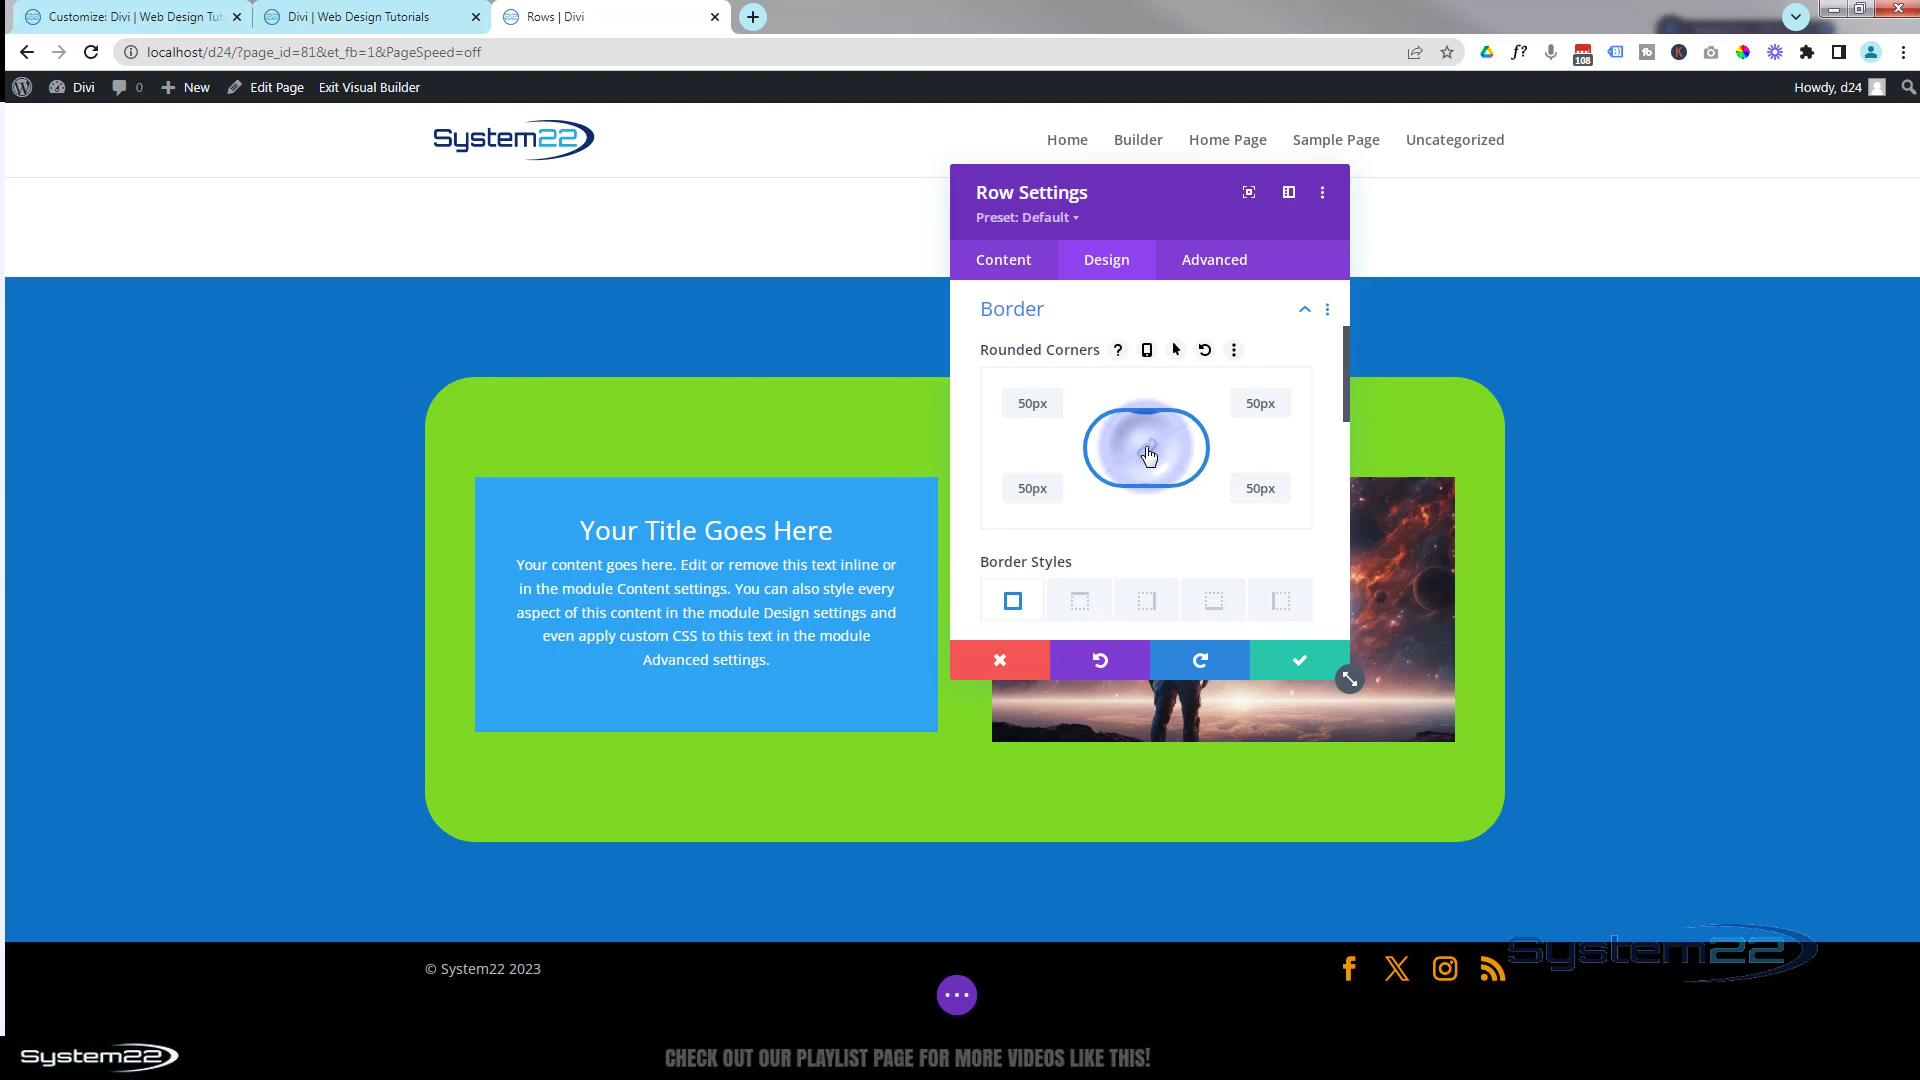 Customize: Divi | Web Design Tut
Divi | Web Design Tutorials
Rows | Divi
localhost/d24/?page_id=81&et_fb=1&PageSpeed=off
f?
108
tb
K
Divi
0
New
Edit Page
Exit Visual Builder
Howdy, d24
System22
Home
Builder
Home Page
Sample Page
Uncategorized
Row Settings
Preset: Default
Content
Design
Advanced
Border
Rounded Corners
?
50px
50px
50px
50px
Border Styles
Your Title Goes Here
Your content goes here. Edit or remove this text inline or
in the module Content settings. You can also style every
aspect of this content in the module Design settings and
even apply custom CSS to this text in the module
Advanced settings.
© System22 2023
System22
System22
CHECK OUT OUR PLAYLIST PAGE FOR MORE VIDEOS LIKE THIS!